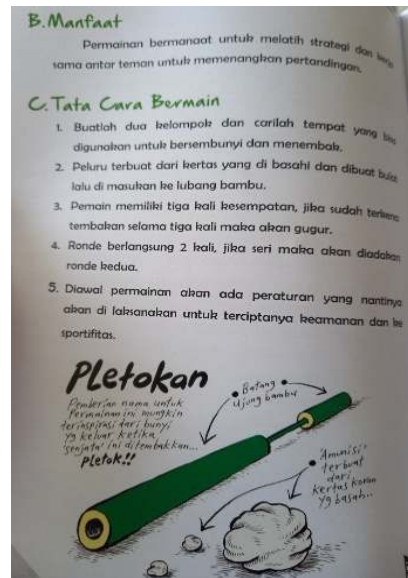 B. Manfaat
Permainan bermanaat untuk melatih strategi dan
sama antar teman untuk memenangkan pertandingan.
C. Tata Cara Bermain
1. Buatlah dua kelompok dan carilah tempat yang
digunakan untuk bersembunyi dan menembak.
2. Peluru terbuat dari kertas yang di basahi dan dibuat bulat
lalu di masukan ke lubang bambu.
3. Pemain memiliki tiga kali kesempatan, jika sudah terkena
tembakan selama tiga kali maka akan gugur.
4. Ronde berlangsung 2 kali, jika seri maka akan diadakan
ronde kedua.
5. Diawal permainan akan ada peraturan yang nantinya
akan di laksanakan untuk terciptanya keamanan dan ke
sportifitas.
PLetokan
Pemberian nama untuk
Permainan ini mungkin
terinspirasi dari bunyi
yg keluar ketika
'senjata' ini ditembakkan...
Pletok!!
Batang
Ujung bambu
'Amunisi'
terbuat
dari
kertas koran
yg basah..